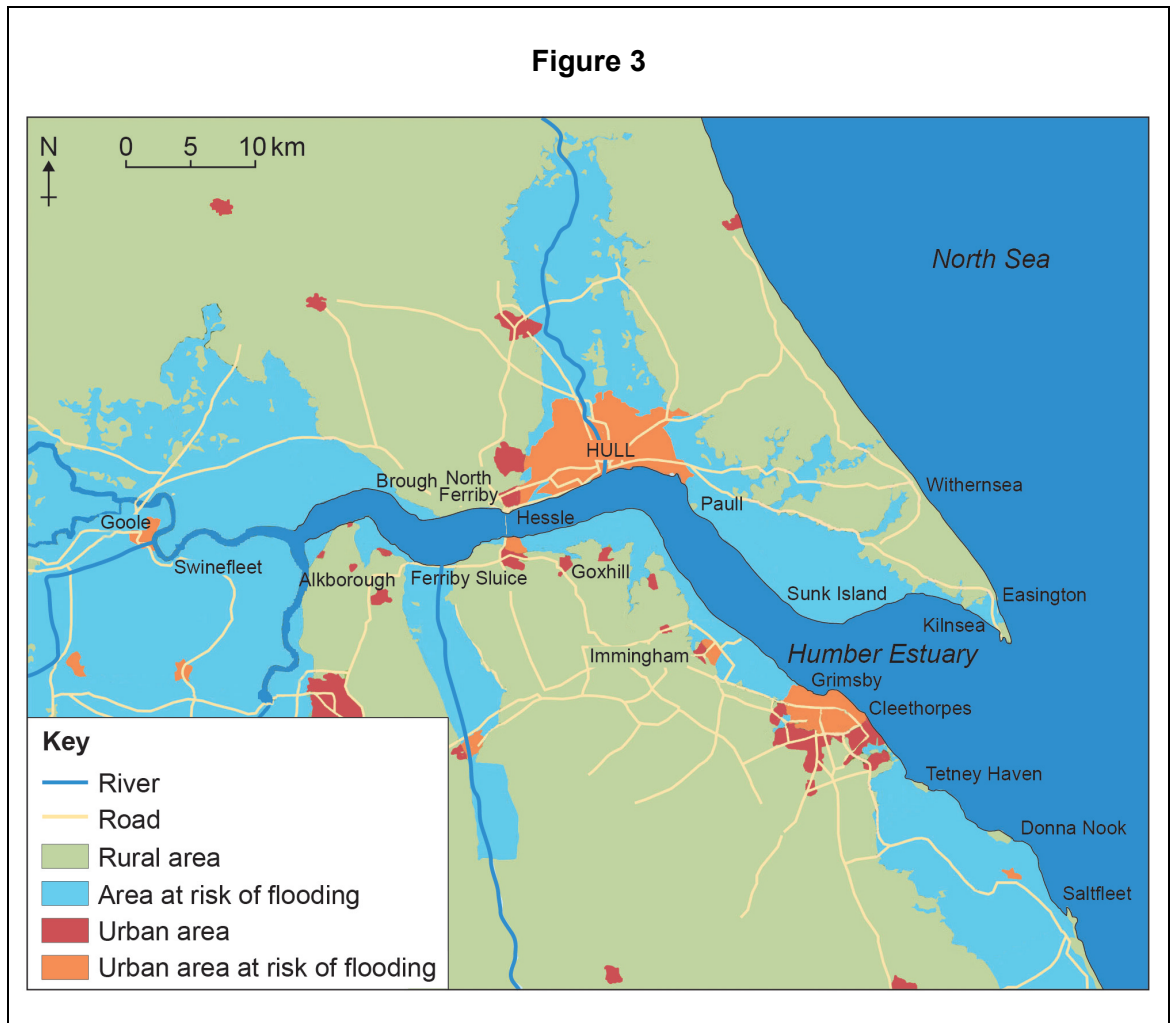 Figure 3
N
0 5 10 km
North Sea
HULL
Brough
North
Ferriby
Hessle
Paull
Withernsea
Goole
Swinefleet
Alkborough
Ferriby Sluice
Goxhill
Sunk Island
Easington
Kilnsea
Immingham
Humber Estuary
Grimsby
Cleethorpes
Tetney Haven
Donna Nook
Saltfleet
Key
River
Road
Rural area
Area at risk of flooding
Urban area
Urban area at risk of flooding